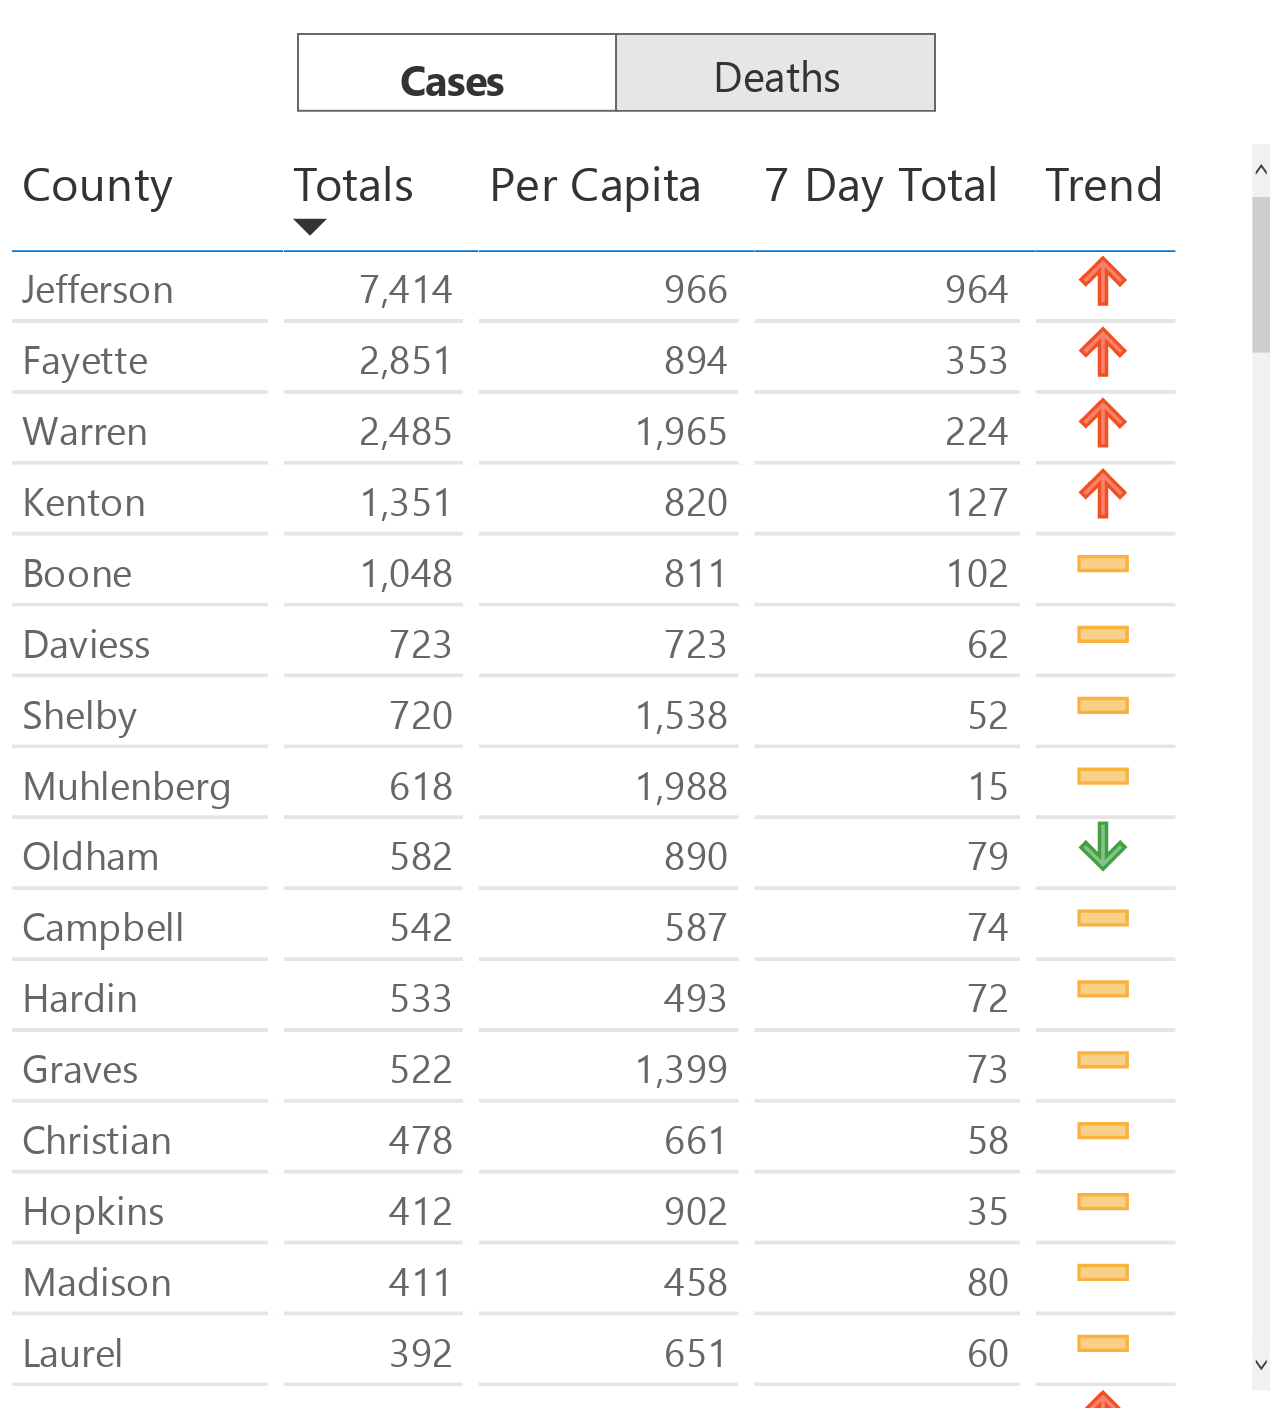 Cases Deaths
County Totals Per Capita 7 Day Total Trend
Jefferson 7,414 966 964
Fayette 2,851 894 353
Warren 2,485 1,965 224
Kenton 1,351 820 127
Boone 1,048 811 102
Daviess 723 723 62
Shelby 720 1,538 52
Muhlenberg 618 1,988 15
Oldham 582 890 79
Campbell 542 587 74
Hardin 533 493 72
Graves 522 1,399 73
Christian 478 661 58
Hopkins 412 902 35
Madison 411 458 80
Laurel 392 651 60